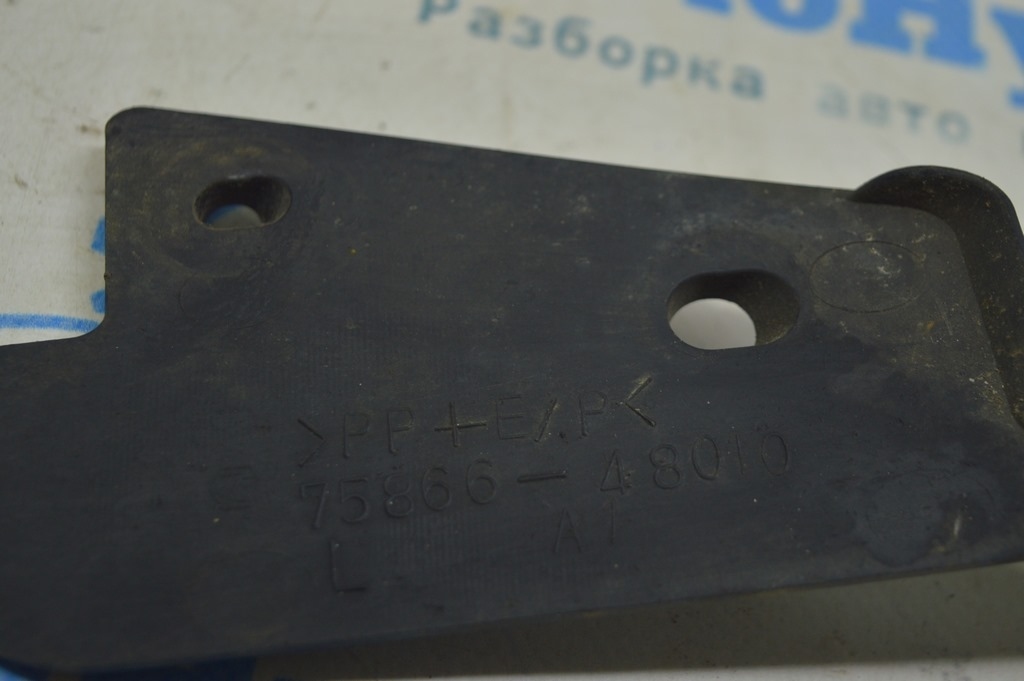 Разборка авто
>PP+E/P<
75866-48010
A1
L